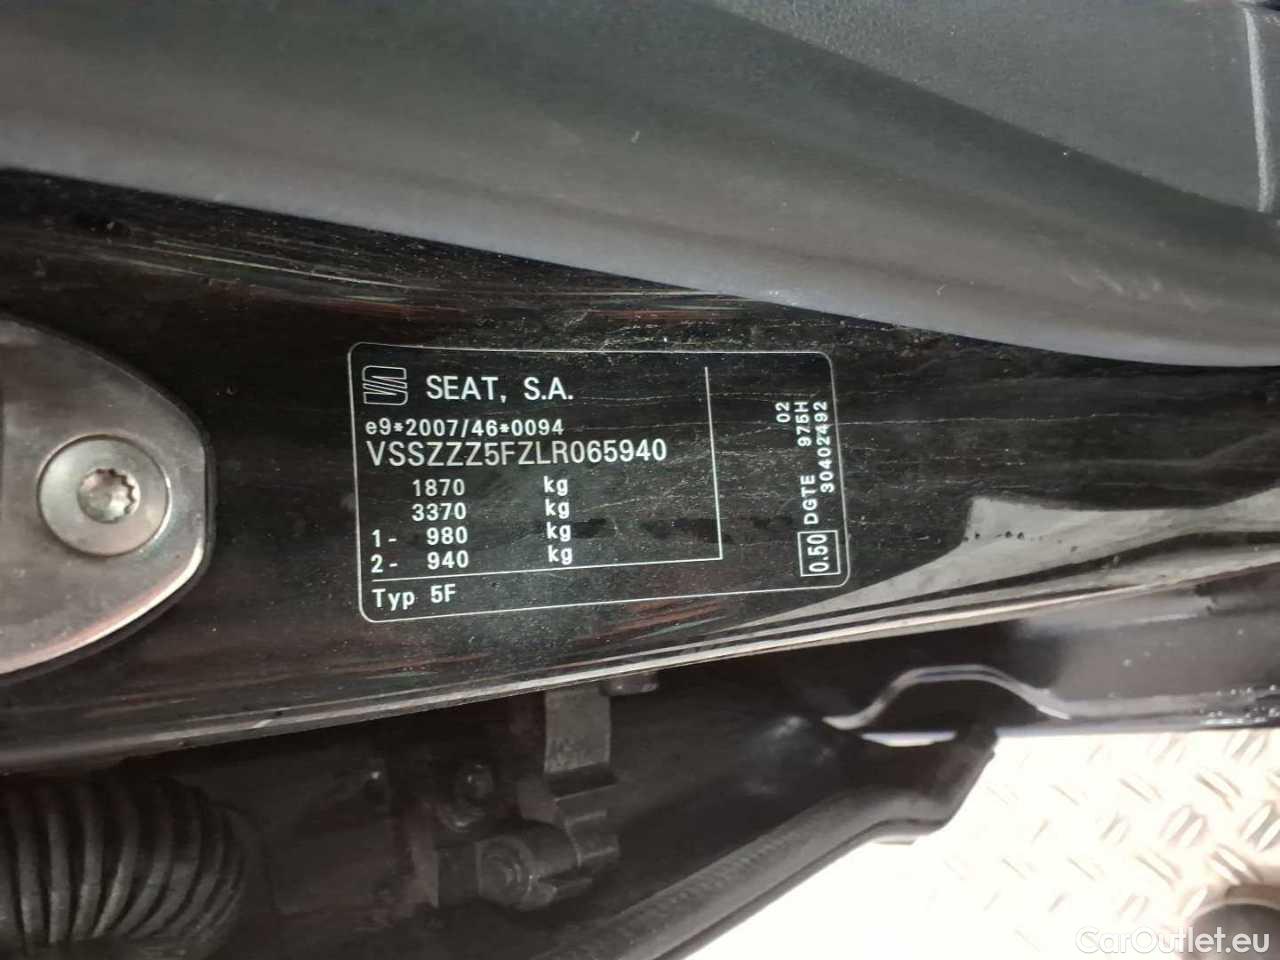 SEAT, S.A.
e9*2007/46*0094
VSSZZZ5FZLR065940
1870 kg
3370 kg
1- 980 kg
2- 940 kg
Typ 5F
02
DGTE 975H
0.50 30402492
CarOutlet.eu